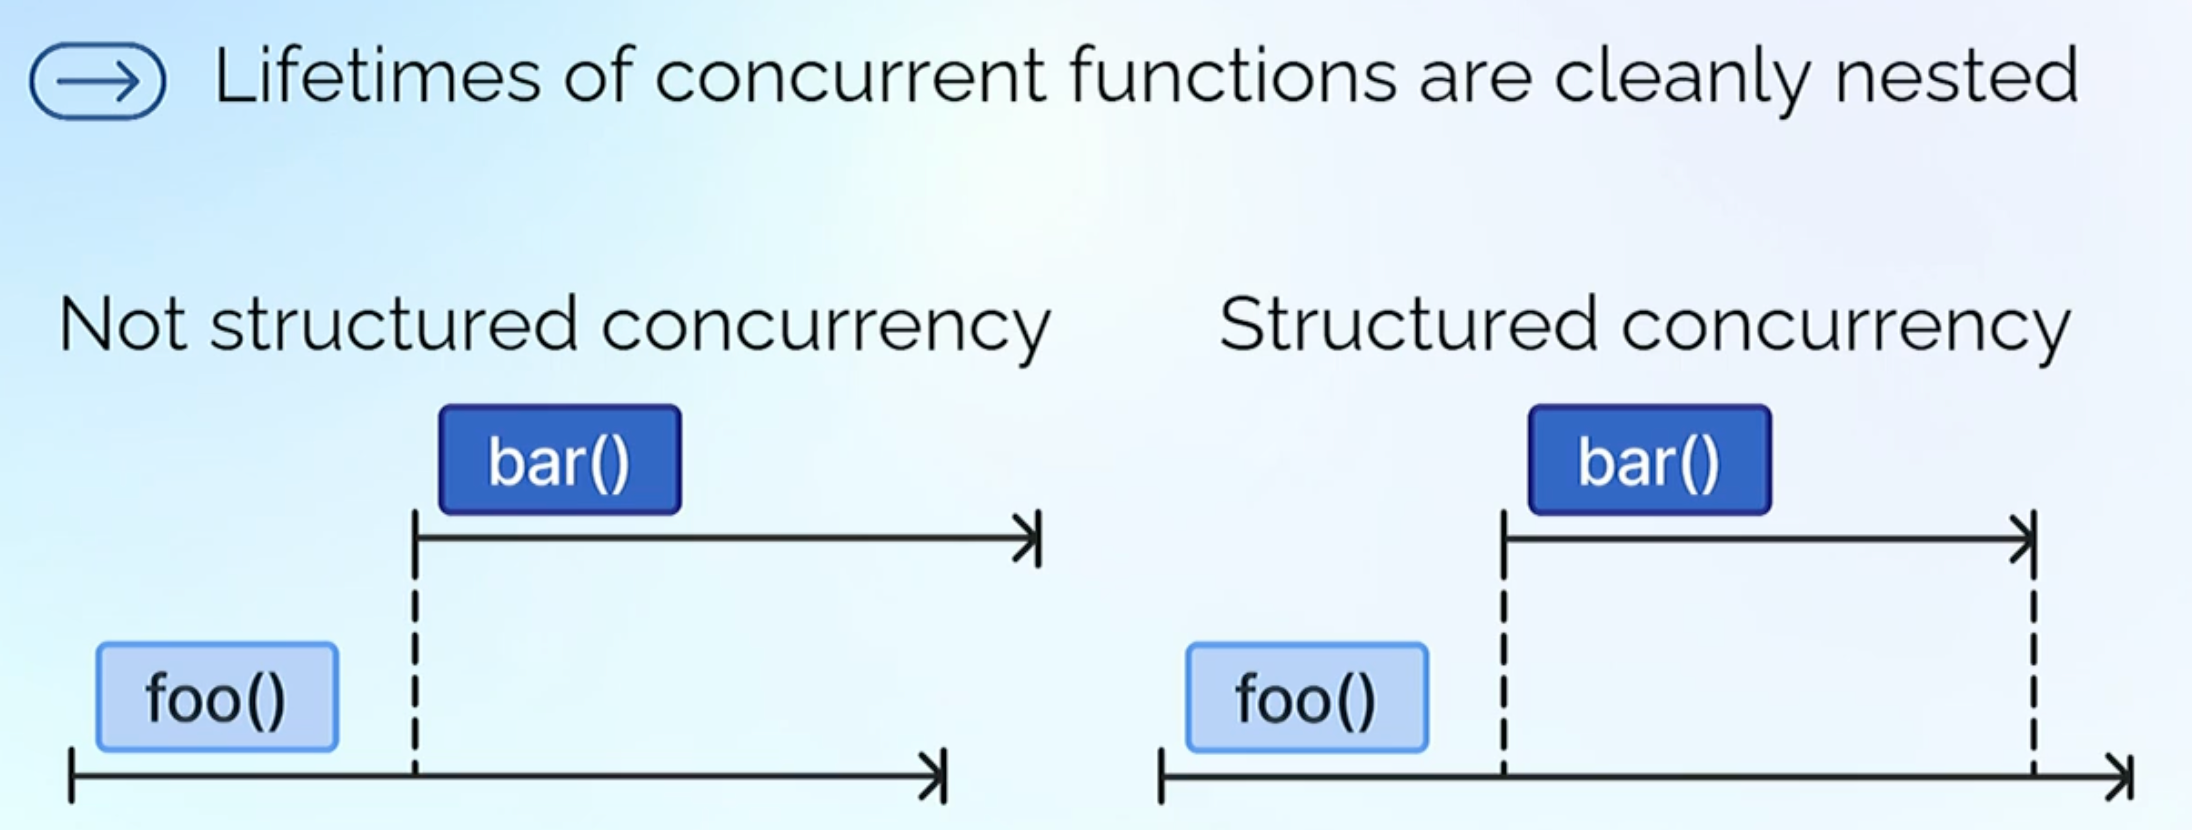 Lifetimes of concurrent functions are cleanly nested
Not structured concurrency
bar()
foo()
Structured concurrency
bar()
foo()